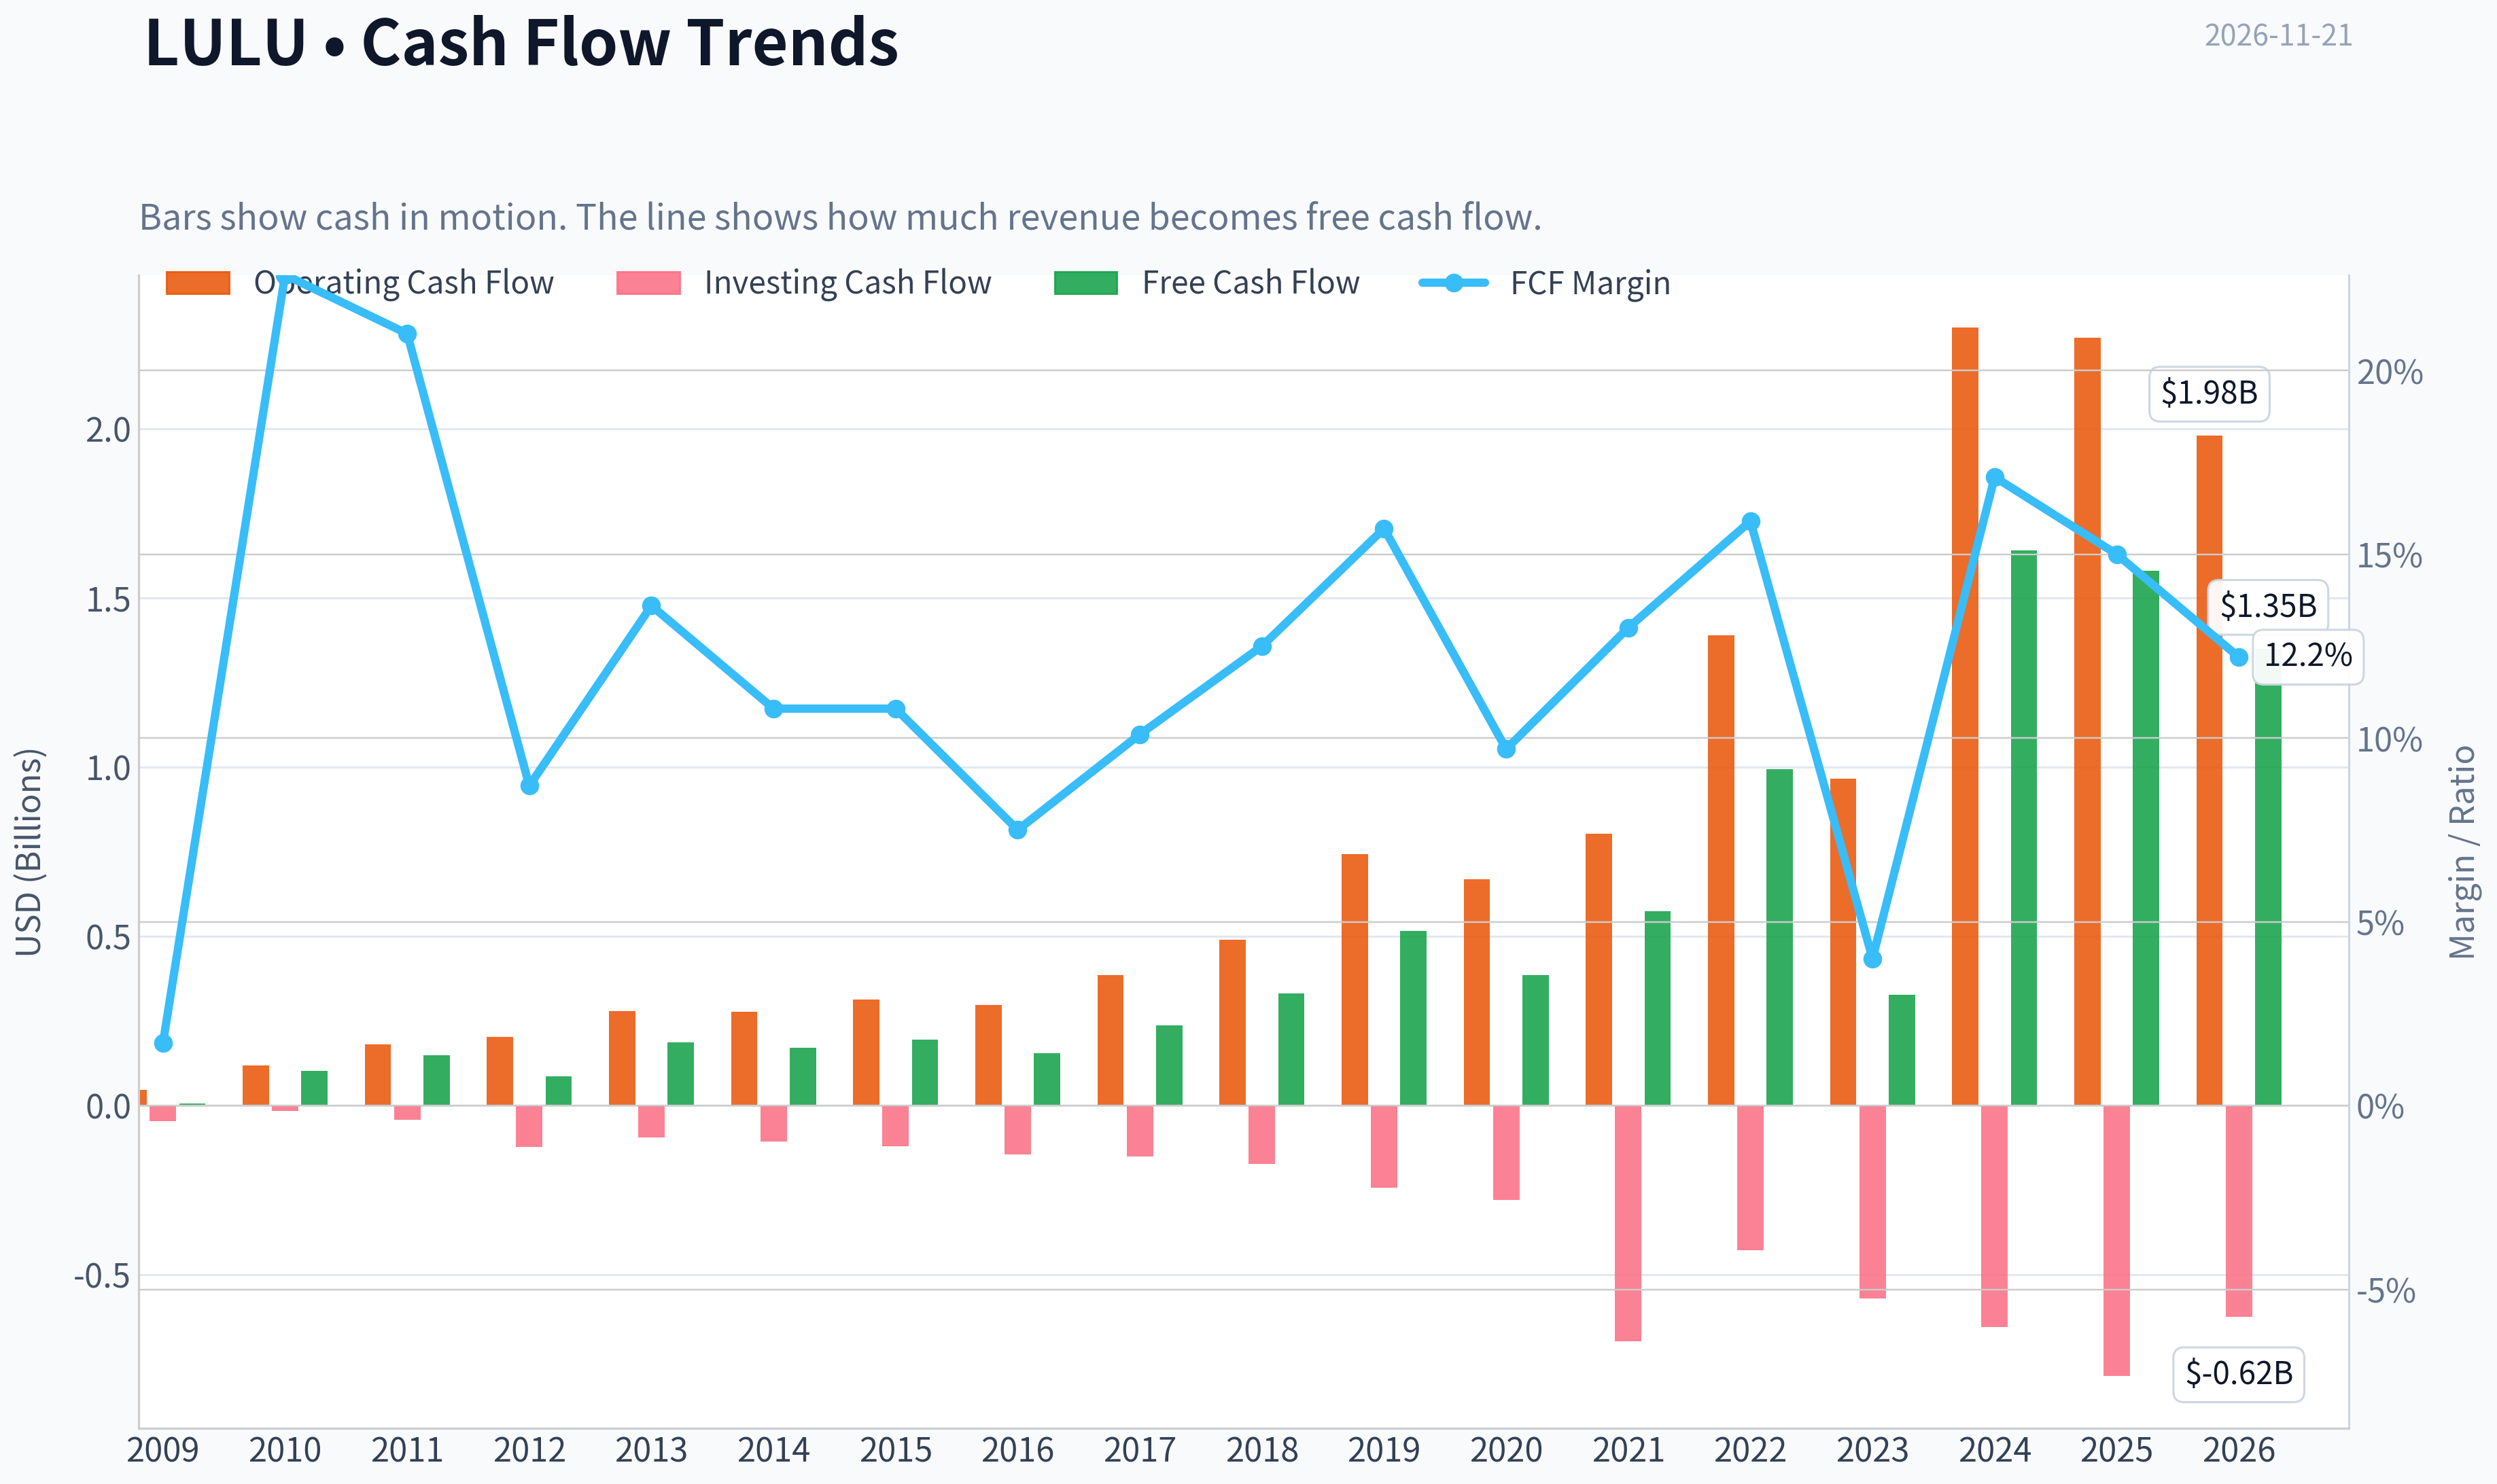 LULU • Cash Flow Trends
2026-11-21
Bars show cash in motion. The line shows how much revenue becomes free cash flow.
Operating Cash Flow
Investing Cash Flow
Free Cash Flow
FCF Margin
USD (Billions)
2.0
1.5
1.0
0.5
0.0
-0.5
20%
15%
10%
5%
0%
-5%
Margin / Ratio
$1.98B
$1.35B
12.2%
$-0.62B
2009 2010 2011 2012 2013 2014 2015 2016 2017 2018 2019 2020 2021 2022 2023 2024 2025 2026